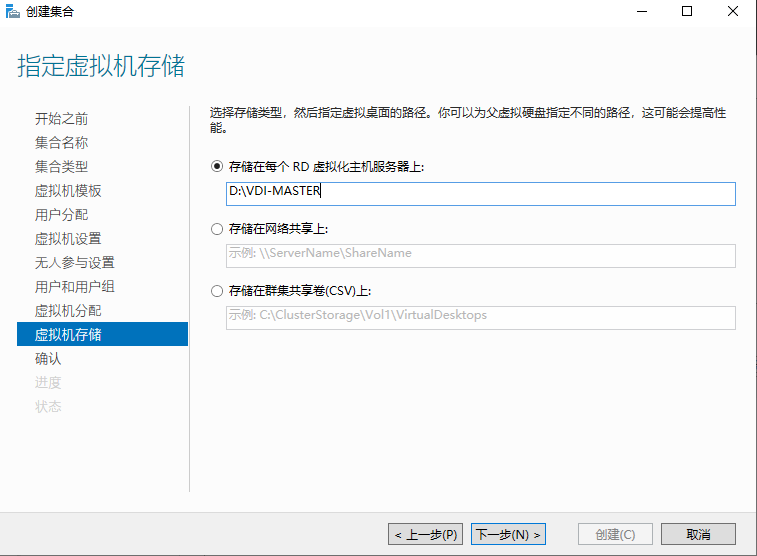 创建集合
指定虚拟机存储
开始之前
集合名称
集合类型
虚拟机模板
用户分配
虚拟机设置
无人参与设置
用户和用户组
虚拟机分配
虚拟机存储
确认
进度
状态
选择存储类型，然后指定虚拟桌面的路径。你可以为父虚拟硬盘指定不同的路径，这可能会提高性
能。
存储在每个 RD 虚拟化主机服务器上:
D:\VDI-MASTER
存储在网络共享上:
示例: \\ServerName\ShareName
存储在群集共享卷(CSV)上:
示例: C:\ClusterStorage\Vol1\VirtualDesktops
< 上一步(P)
下一步(N) >
创建(C)
取消